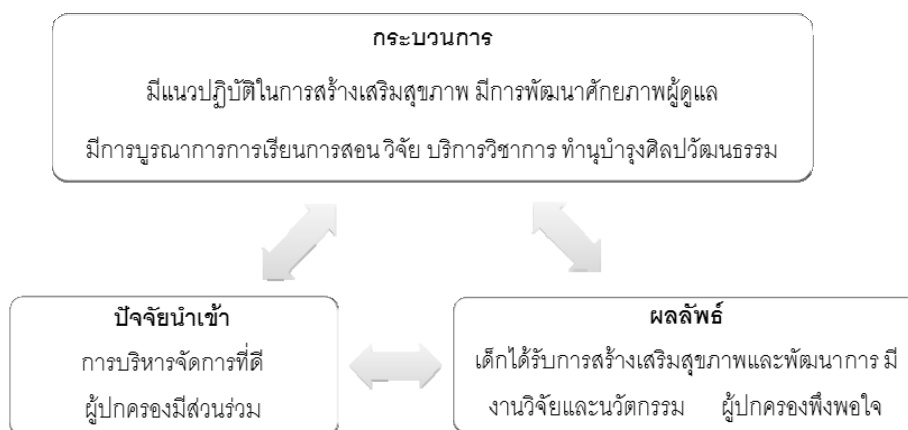 กระบวนการ
มีแนวปฏิบัติในการสร้างเสริมสุขภาพ มีการพัฒนาศักยภาพผู้ดูแล
มีการบูรณาการการเรียนการสอน วิจัย บริการวิชาการ ทำนุบำรุงศิลปวัฒนธรรม
ปัจจัยนำเข้า
การบริหารจัดการที่ดี
ผู้ปกครองมีส่วนร่วม
ผลลัพธ์
เด็กได้รับการสร้างเสริมสุขภาพและพัฒนาการ มี
งานวิจัยและนวัตกรรม ผู้ปกครองพึงพอใจ